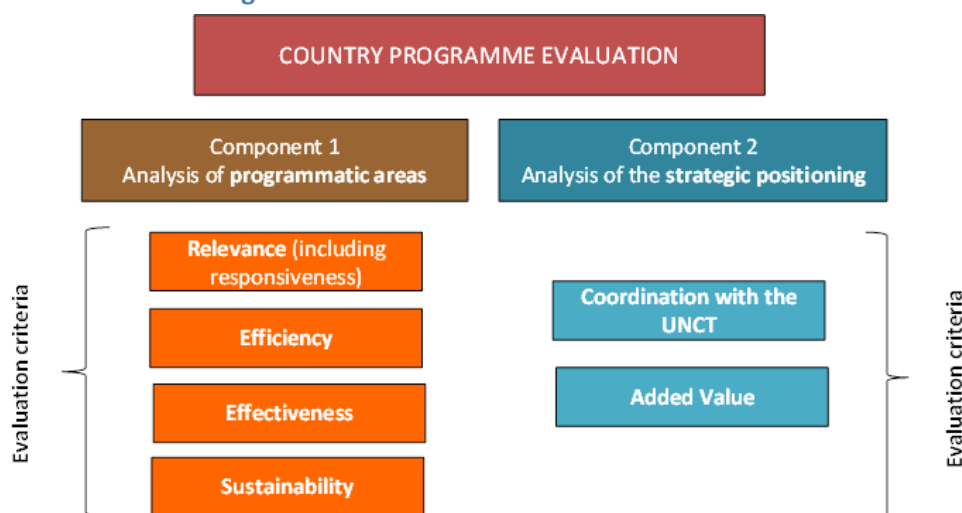 COUNTRY PROGRAMME EVALUATION
Component 1
Analysis of programmatic areas
Component 2
Analysis of the strategic positioning
Evaluation criteria
Relevance (including
responsiveness)
Efficiency
Effectiveness
Sustainability
Coordination with the
UNCT
Added Value
Evaluation criteria